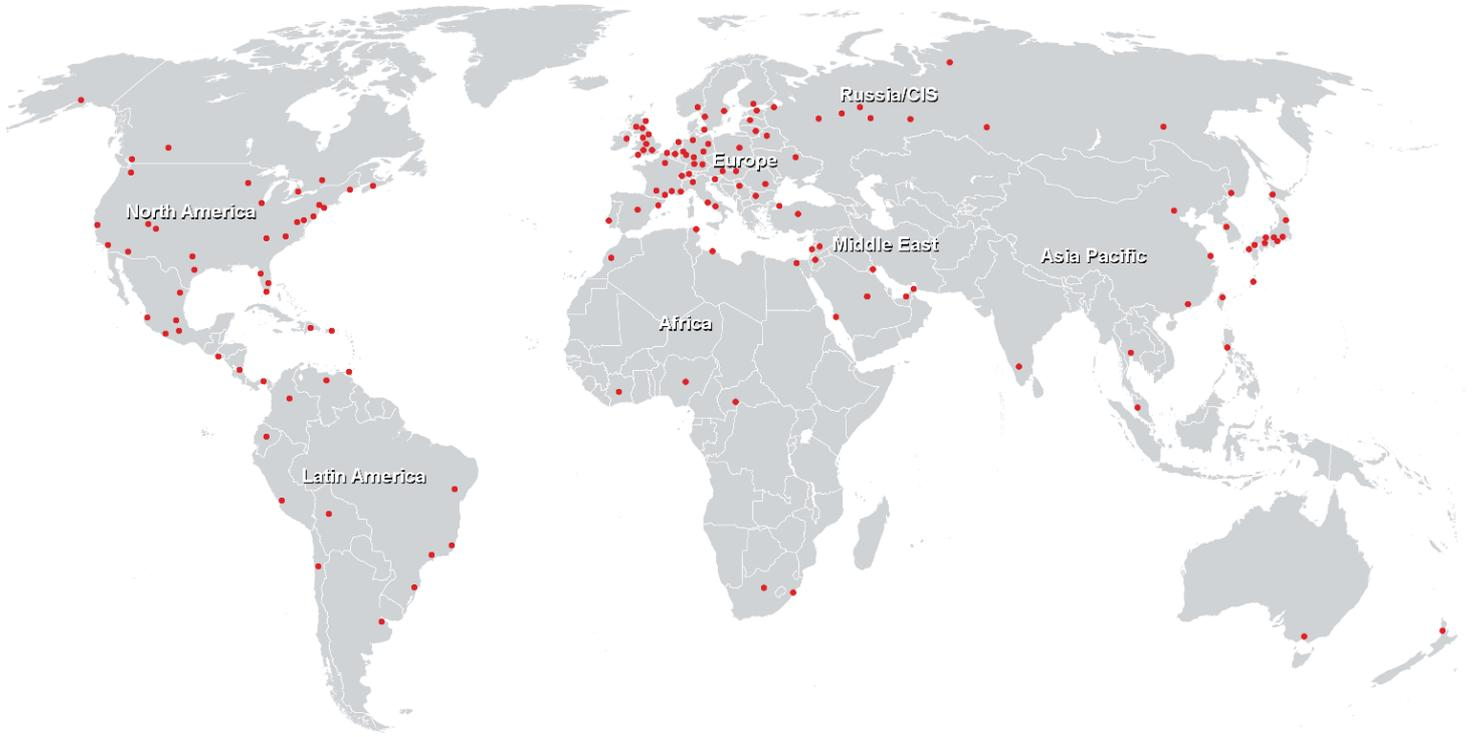 Russia/CIS
Europe
North America
Middle East
Asia Pacific
Africa
Latin America